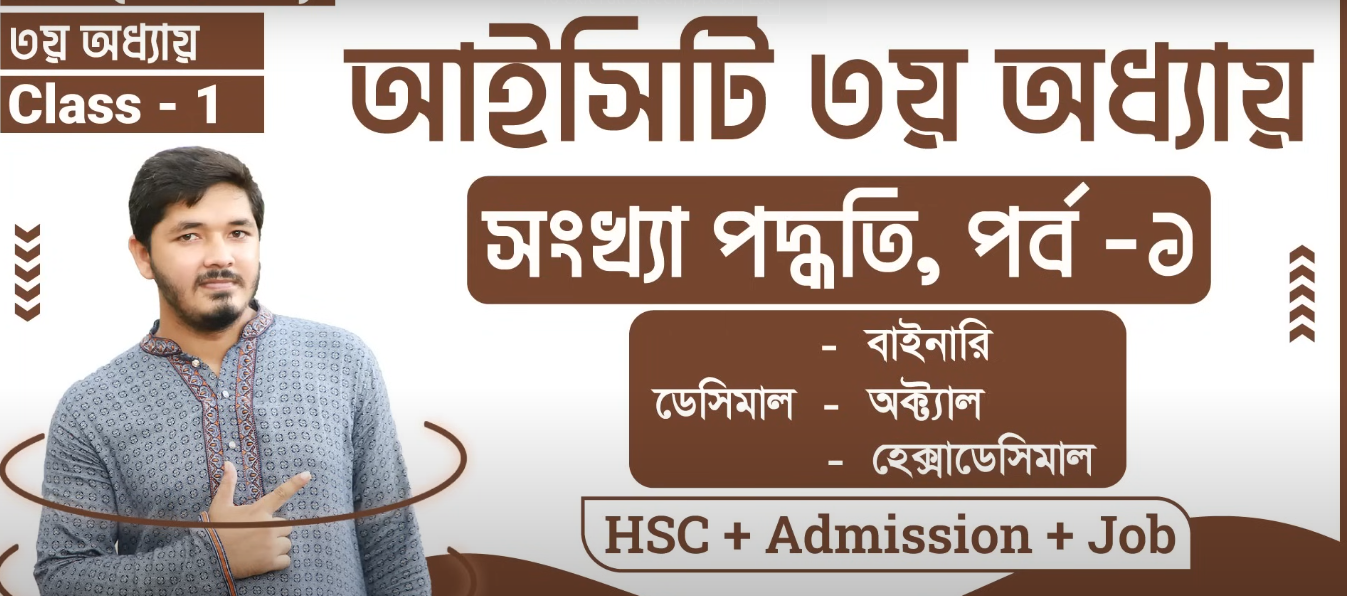 ৩য় অধ্যায়
Class - 1
আইসিটি ৩য় অধ্যায়
সংখ্যা পদ্ধতি, পর্ব -১
- বাইনারি
ডেসিমাল - অক্ট্যাল
- হেক্সাডেসিমাল
HSC + Admission + Job